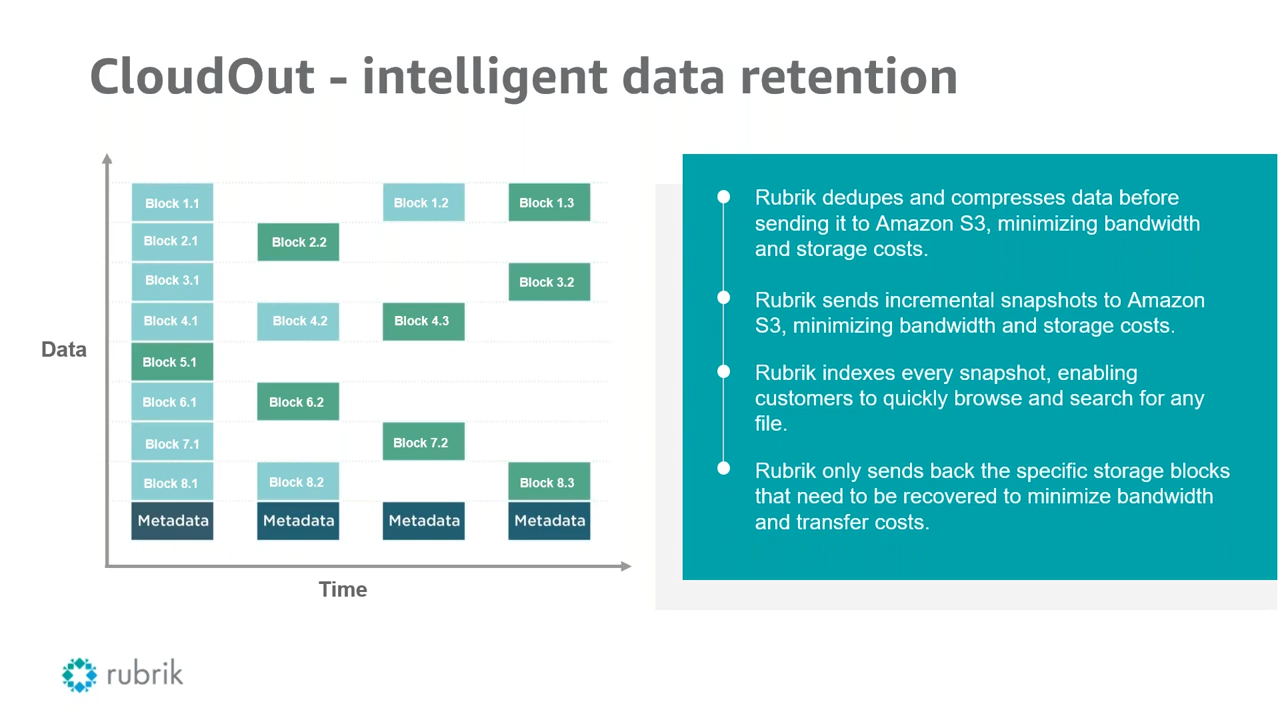 CloudOut - intelligent data retention
Data
Block 1.1
Block 1.2
Block 1.3
Block 2.1
Block 2.2
Block 3.1
Block 3.2
Block 4.1
Block 4.2
Block 4.3
Block 5.1
Block 6.1
Block 6.2
Block 7.1
Block 7.2
Block 8.1
Block 8.2
Block 8.3
Metadata
Metadata
Metadata
Metadata
Time
Rubrik dedupes and compresses data before
sending it to Amazon S3, minimizing bandwidth
and storage costs.
Rubrik sends incremental snapshots to Amazon
S3, minimizing bandwidth and storage costs.
Rubrik indexes every snapshot, enabling
customers to quickly browse and search for any
file.
Rubrik only sends back the specific storage blocks
that need to be recovered to minimize bandwidth
and transfer costs.
rubrik